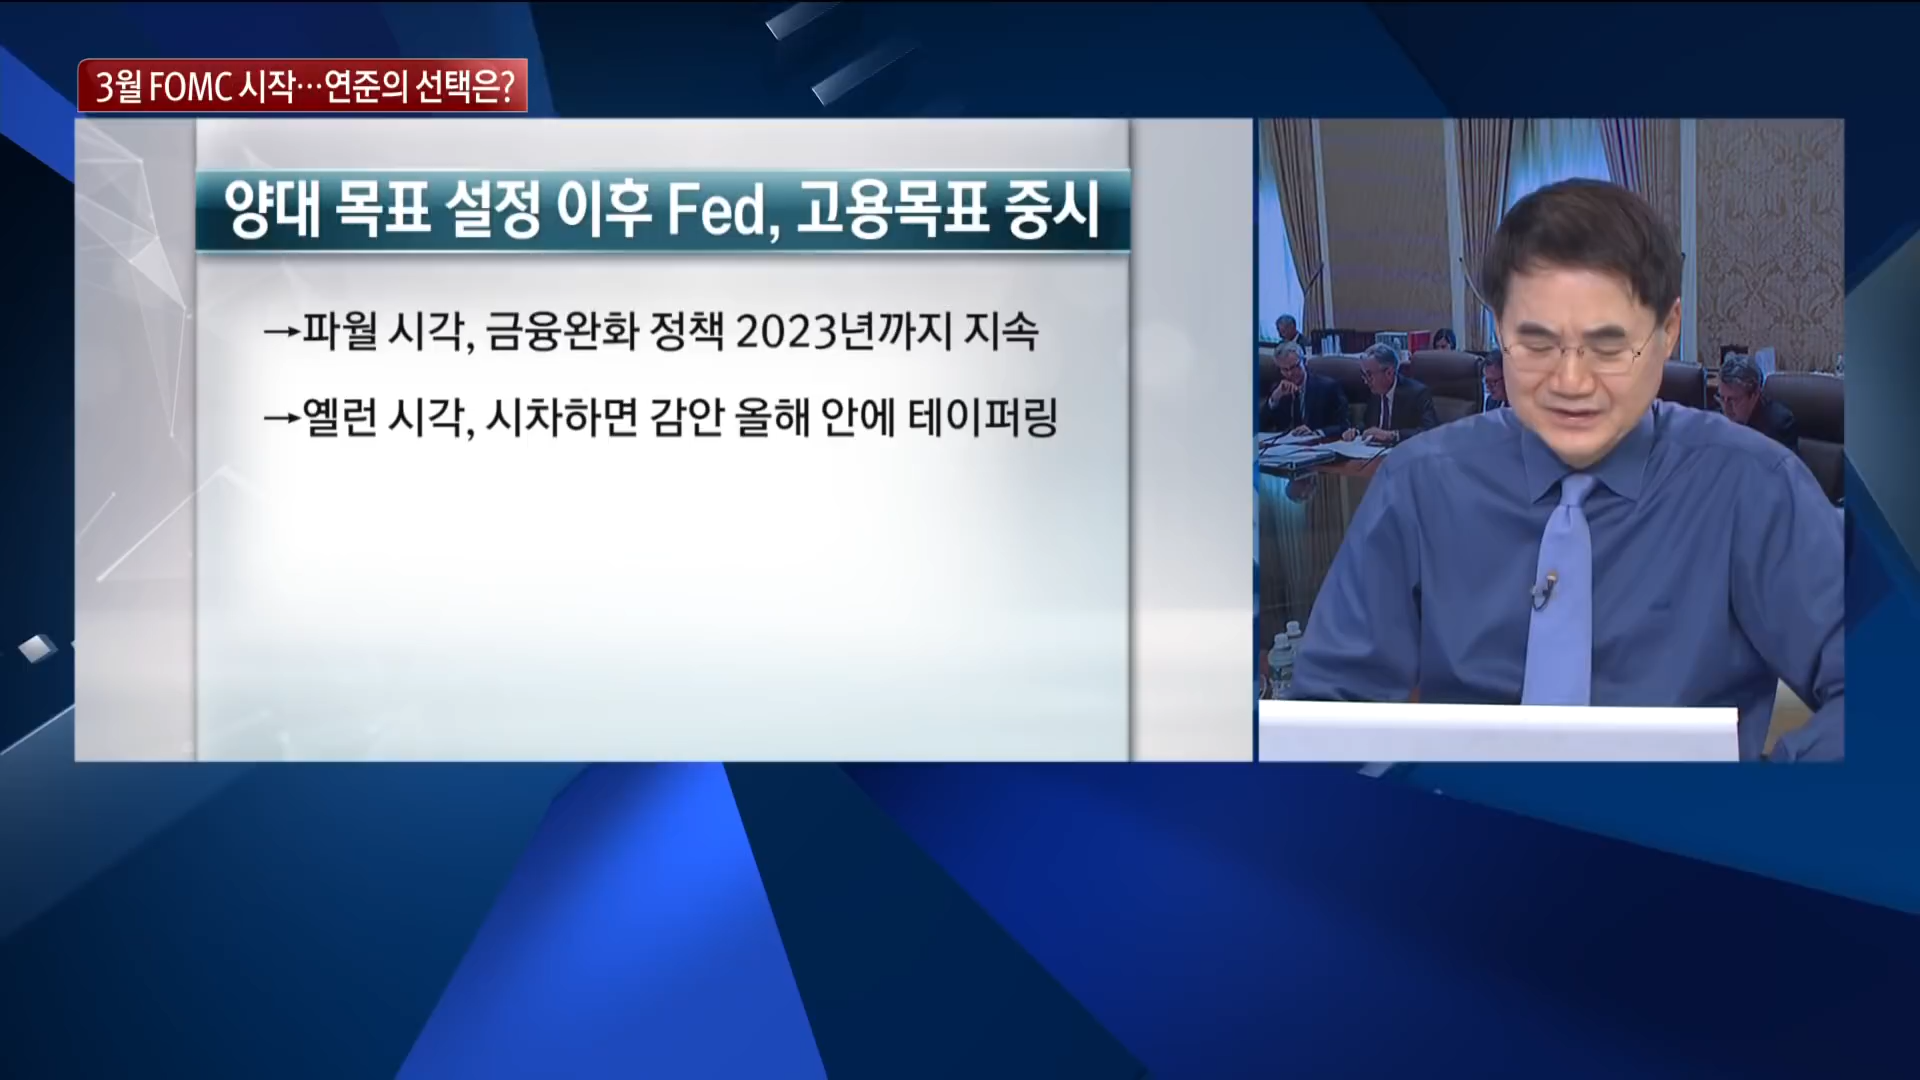 3월 FOMC 시작…연준의 선택은?
양대 목표 설정 이후 Fed, 고용목표 중시
→파월 시각, 금융완화 정책 2023년까지 지속
→옐런 시각, 시차하면 감안 올해 안에 테이퍼링